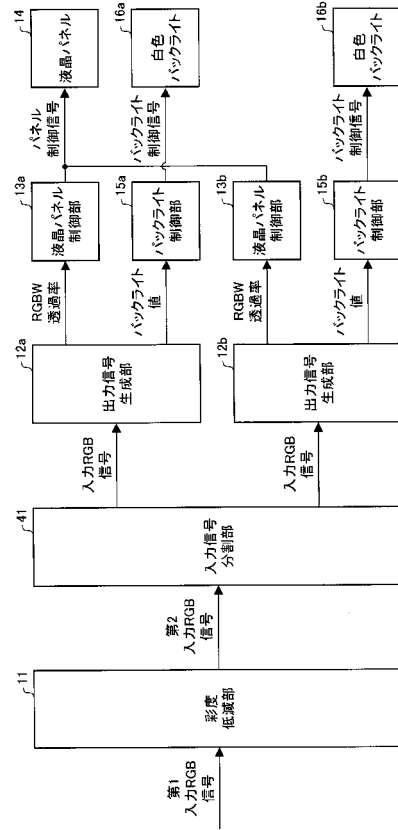 第1
入力RGB
信号
11
彩度
低減部
第2
入力RGB
信号
41
入力信号
分割部
入力RGB
信号
12a
出力信号
生成部
RGBW
透過率
13a
液晶パネル
制御部
パネル
制御信号
14
液晶パネル
バックライト
値
15a
バックライト
制御部
バックライト
制御信号
16a
白色
バックライト
入力RGB
信号
12b
出力信号
生成部
RGBW
透過率
13b
液晶パネル
制御部
バックライト
値
15b
バックライト
制御部
バックライト
制御信号
16b
白色
バックライト